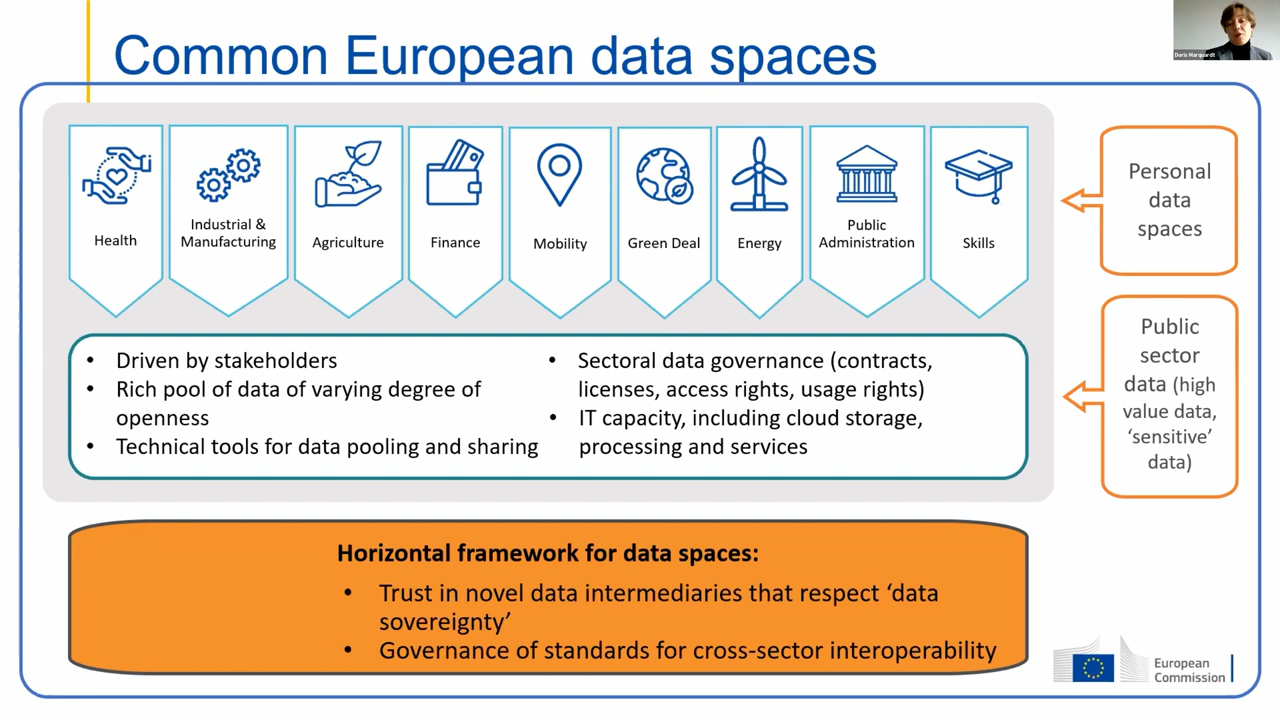 Common European data spaces
Doris Marquardt
Health
Industrial &
Manufacturing
Agriculture
Finance
Mobility
Green Deal
Energy
Public
Administration
Skills
Personal
data
spaces
• Driven by stakeholders
• Rich pool of data of varying degree of
openness
• Technical tools for data pooling and sharing
• Sectoral data governance (contracts,
licenses, access rights, usage rights)
• IT capacity, including cloud storage,
processing and services
Public
sector
data (high
value data,
‘sensitive’
data)
Horizontal framework for data spaces:
• Trust in novel data intermediaries that respect ‘data
sovereignty’
• Governance of standards for cross-sector interoperability
European
Commission